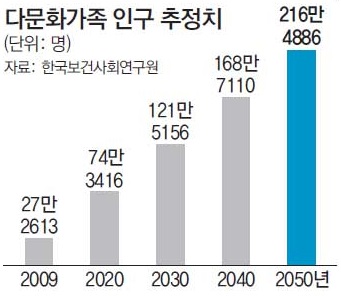 다문화가족 인구 추정치
(단위: 명)
자료: 한국보건사회연구원
27만
2613
74만
3416
121만
5156
168만
7110
216만
4886
2009 2020 2030 2040 2050년